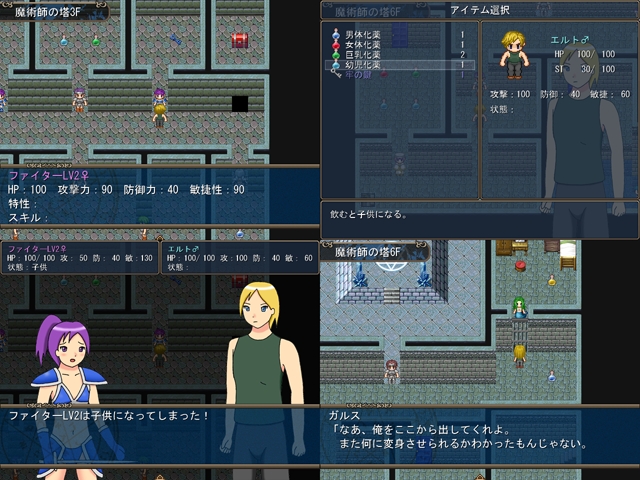 魔術師の塔3F
ファイターLV2♀
HP：100 攻撃力：90 防御力：40 敏捷性：90
特性：
スキル：
アイテム選択
魔術師の塔6F
男体化薬 1
女体化薬 1
巨乳化薬 2
幼児化薬 1
牢の鍵 1
エルト♂
HP 100/ 100
SP 30/ 100
攻撃：100 防御： 40 敏捷： 60
状態：
飲むと子供になる。
ファイターLV2♀
HP：100/ 100 攻： 50 防： 40 敏：130
状態：子供
エルト♂
HP：100/ 100 攻：100 防： 40 敏： 60
状態：
ファイターLV2は子供になってしまった！
魔術師の塔6F
ガルス
「なあ、俺をここから出してくれよ。
また何に変身させられるかわかったもんじゃない。